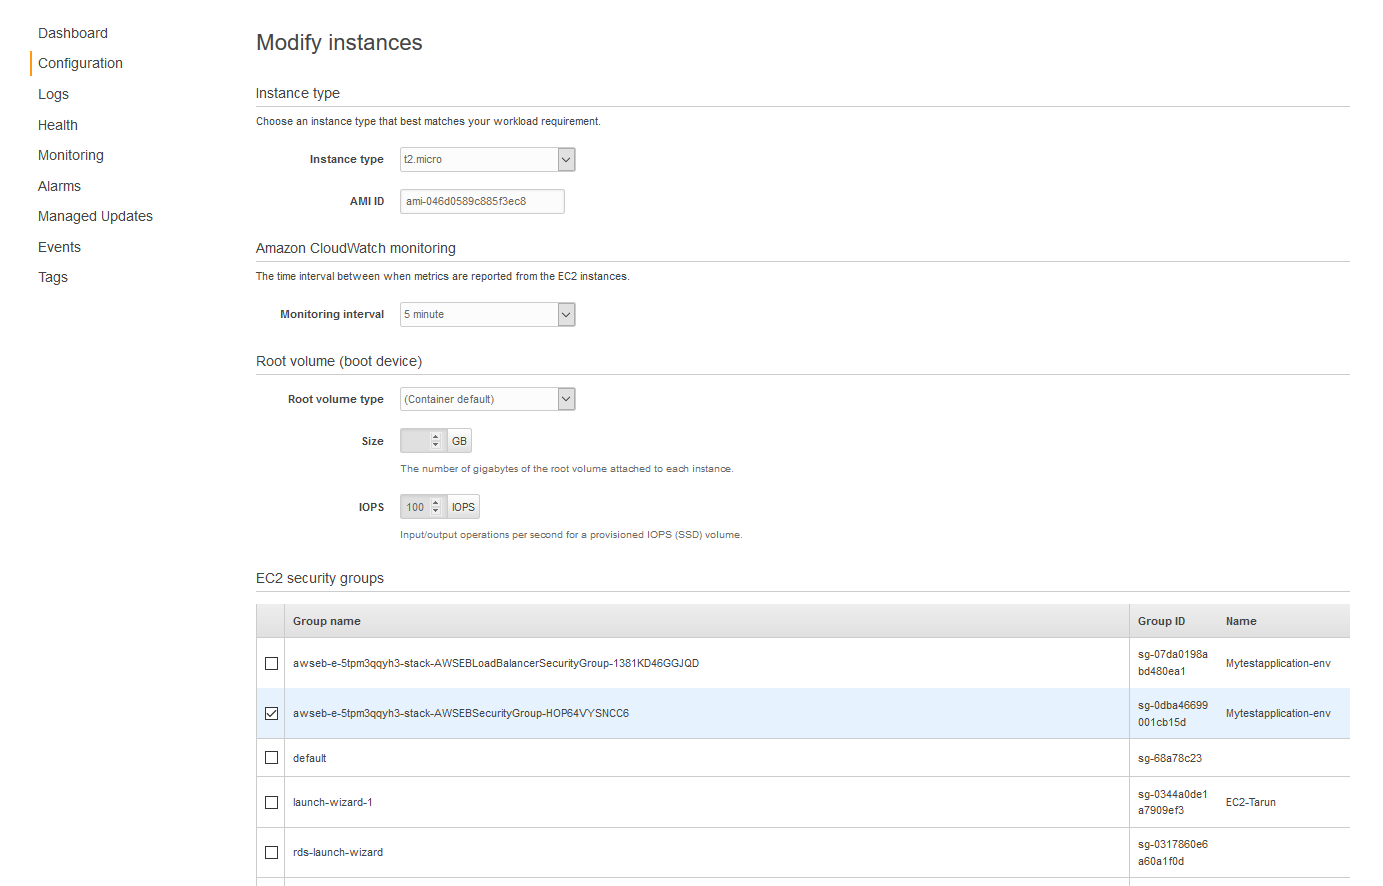 Dashboard
Configuration
Logs
Health
Monitoring
Alarms
Managed Updates
Events
Tags
Modify instances
Instance type
Choose an instance type that best matches your workload requirement.
Instance type t2.micro
AMI ID ami-046d0589c885f3ec8
Amazon CloudWatch monitoring
The time interval between when metrics are reported from the EC2 instances.
Monitoring interval 5 minute
Root volume (boot device)
Root volume type (Container default)
Size GB
The number of gigabytes of the root volume attached to each instance.
IOPS 100 IOPS
Input/output operations per second for a provisioned IOPS (SSD) volume.
EC2 security groups
Group name Group ID Name
awseb-e-5tpm3qqyh3-stack-AWSEBLoadBalancerSecurityGroup-1381KD46GGJQD sg-07da0198a Mytestapplication-env
bd480ea1
awseb-e-5tpm3qqyh3-stack-AWSEBSecurityGroup-HOP64VYSNCC6 sg-0dba46699 Mytestapplication-env
001cb15d
default sg-68a78c23
launch-wizard-1 sg-0344a0de1 EC2-Tarun
a7909ef3
rds-launch-wizard sg-0317860e6
a60a1f0d